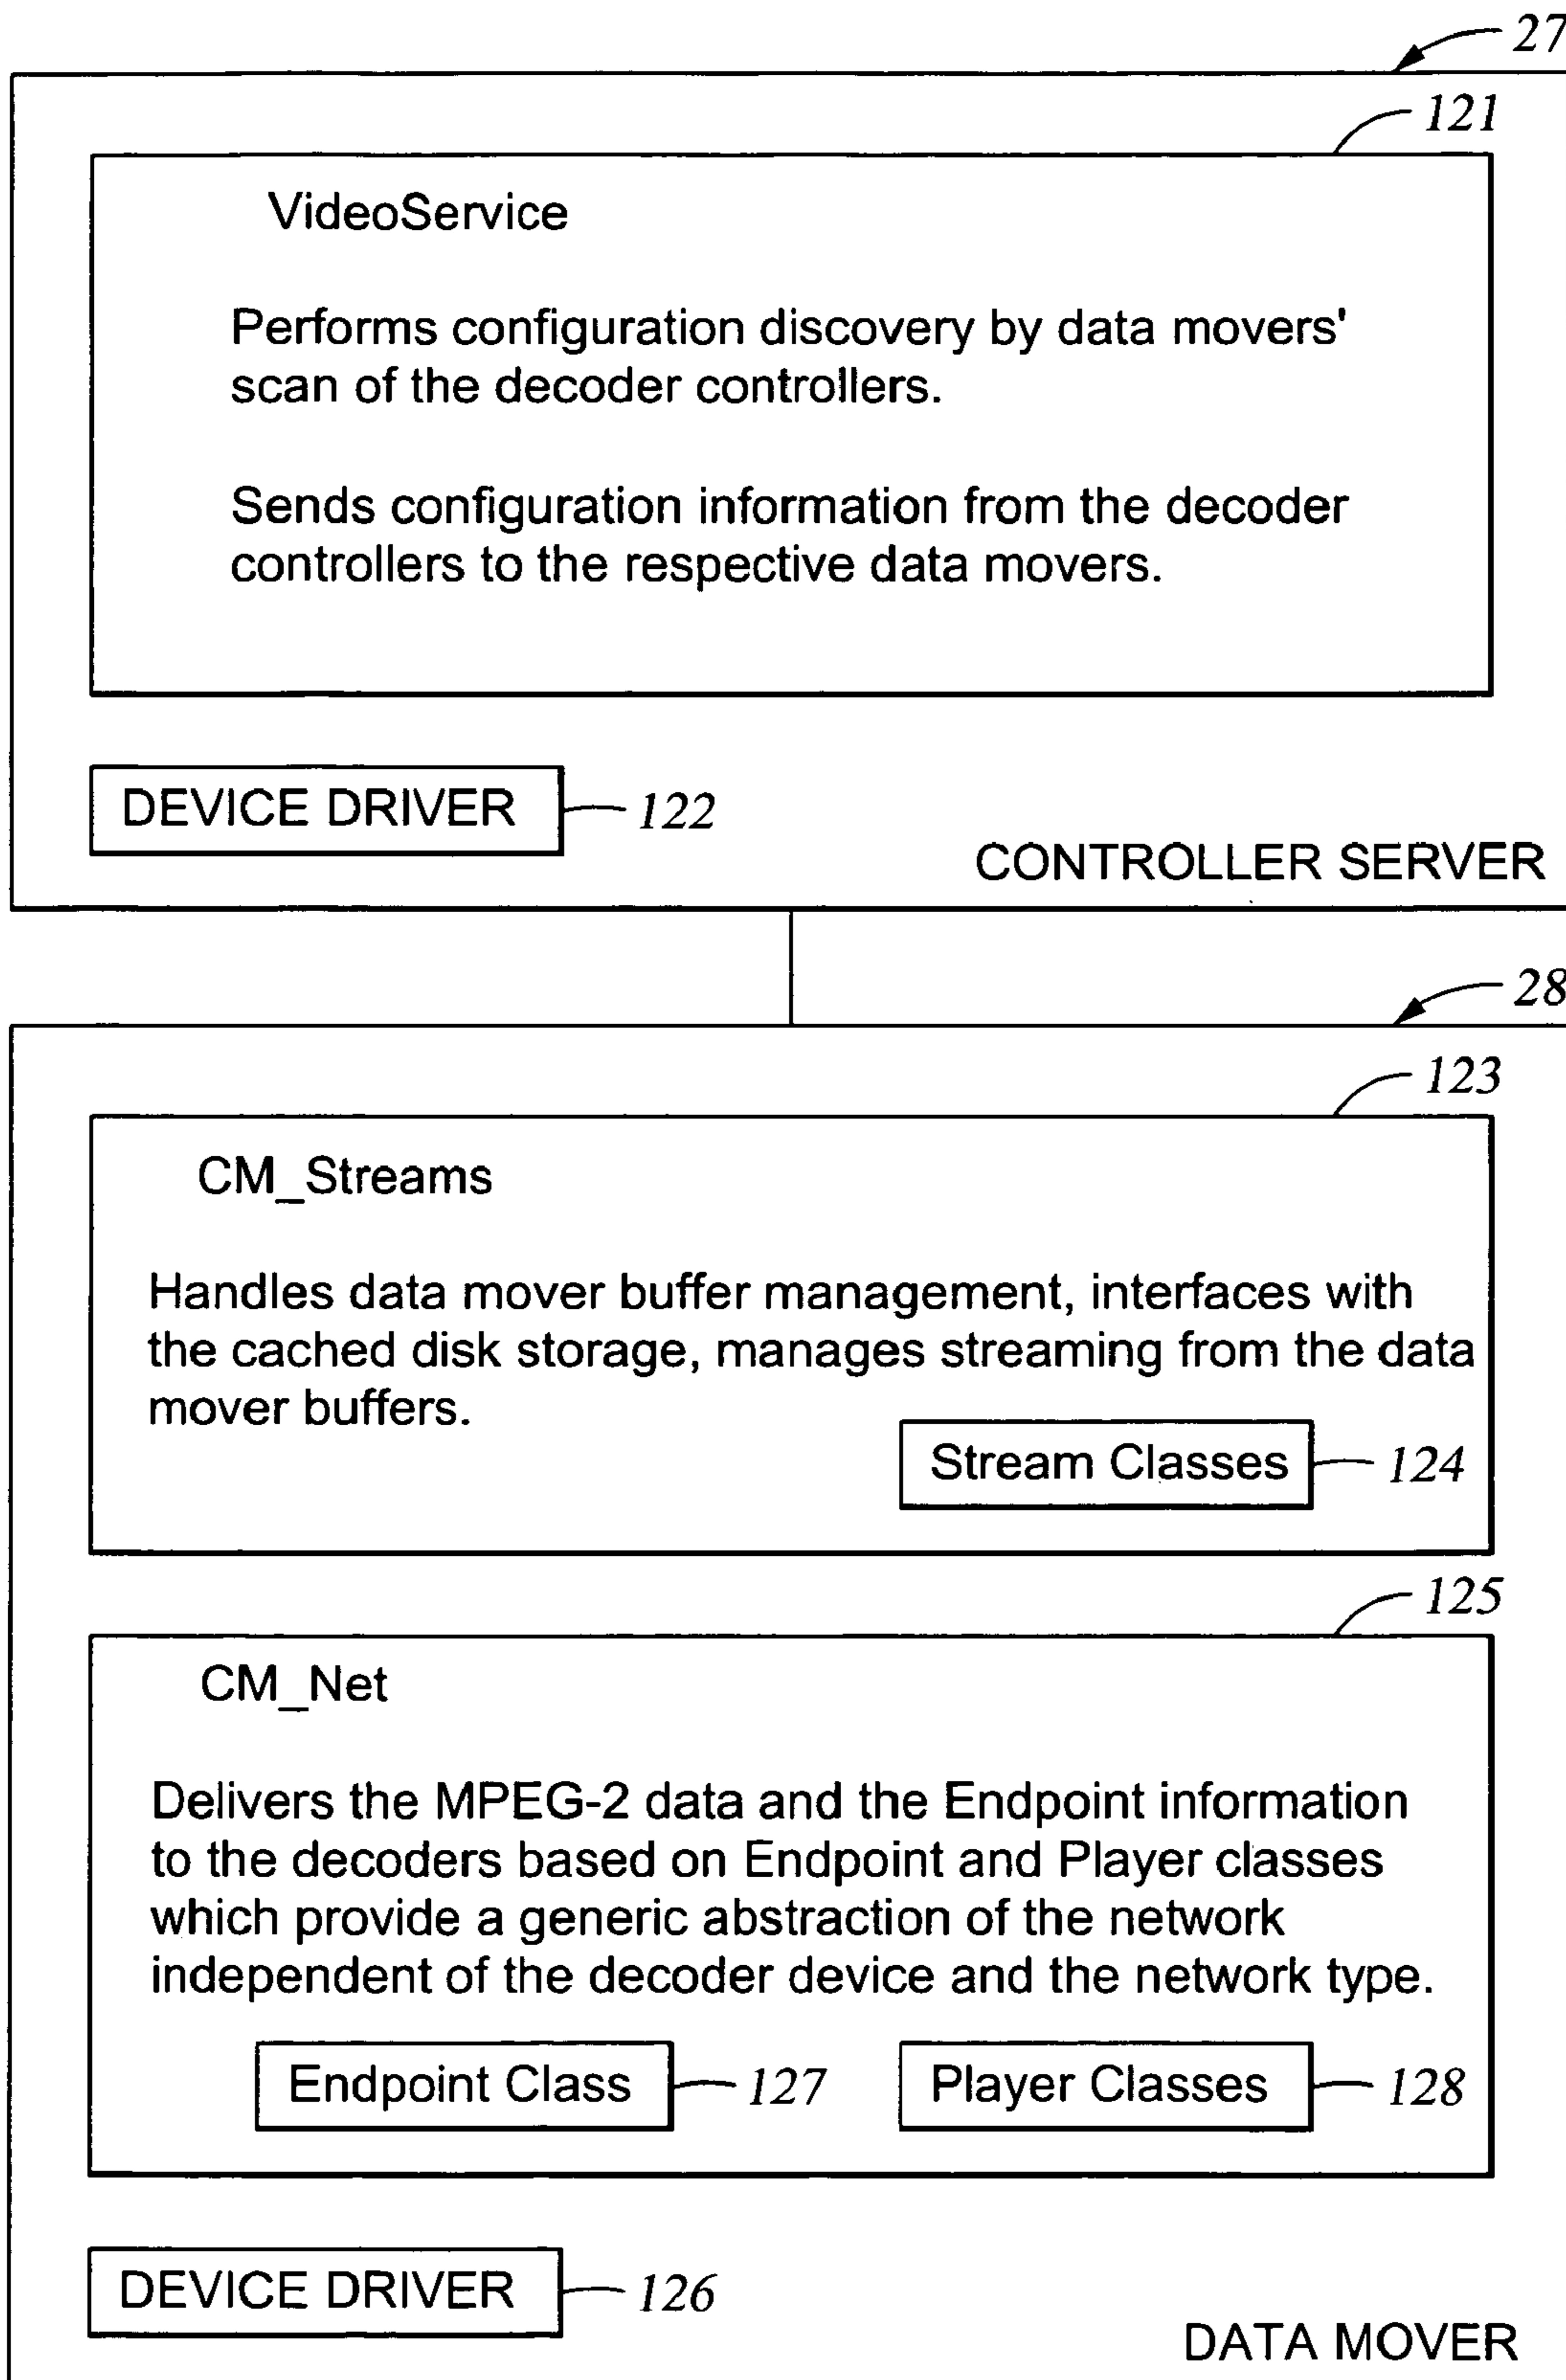 27
121
VideoService
Performs configuration discovery by data movers'
scan of the decoder controllers.
Sends configuration information from the decoder
controllers to the respective data movers.
DEVICE DRIVER
122
CONTROLLER SERVER
28
123
CM_Streams
Handles data mover buffer management, interfaces with
the cached disk storage, manages streaming from the data
mover buffers.
Stream Classes
124
125
CM_Net
Delivers the MPEG-2 data and the Endpoint information
to the decoders based on Endpoint and Player classes
which provide a generic abstraction of the network
independent of the decoder device and the network type.
Endpoint Class
127
Player Classes
128
DEVICE DRIVER
126
DATA MOVER